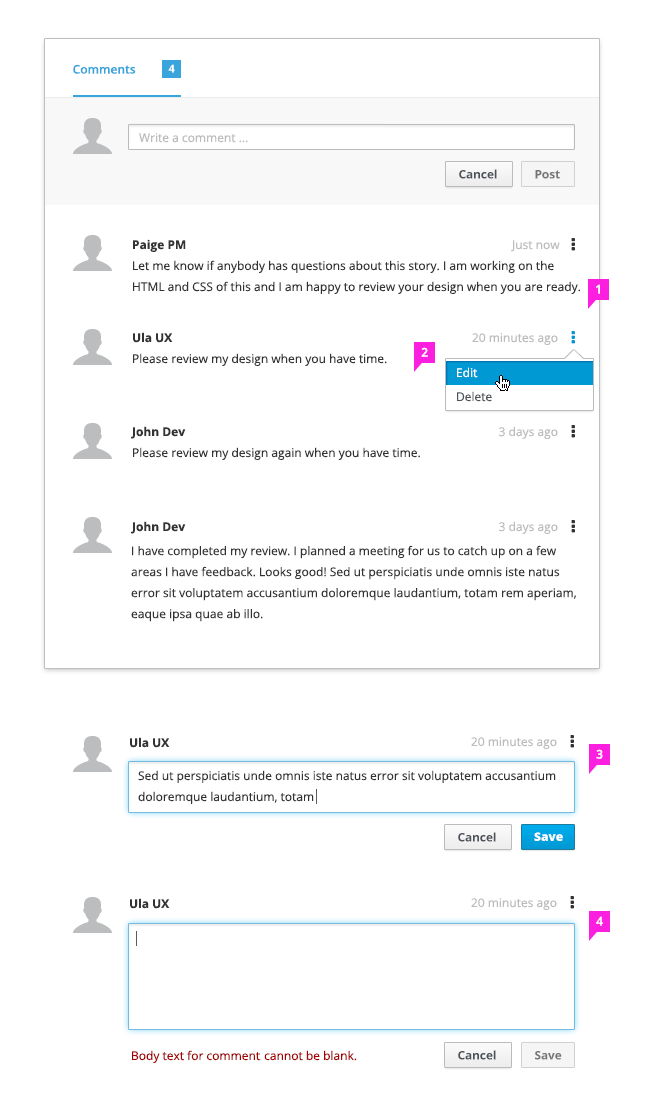 Comments 4
Write a comment ...
Cancel Post
Paige PM Just now
Let me know if anybody has questions about this story. I am working on the
HTML and CSS of this and I am happy to review your design when you are ready.
1
Ula UX 20 minutes ago
Please review my design when you have time.
2
Edit
Delete
John Dev 3 days ago
Please review my design again when you have time.
John Dev 3 days ago
I have completed my review. I planned a meeting for us to catch up on a few
areas I have feedback. Looks good! Sed ut perspiciatis unde omnis iste natus
error sit voluptatem accusantium doloremque laudantium, totam rem aperiam,
eaque ipsa quae ab illo.
Ula UX 20 minutes ago
3
Sed ut perspiciatis unde omnis iste natus error sit voluptatem accusantium
doloremque laudantium, totam
Cancel Save
Ula UX 20 minutes ago
4
Body text for comment cannot be blank.
Cancel Save